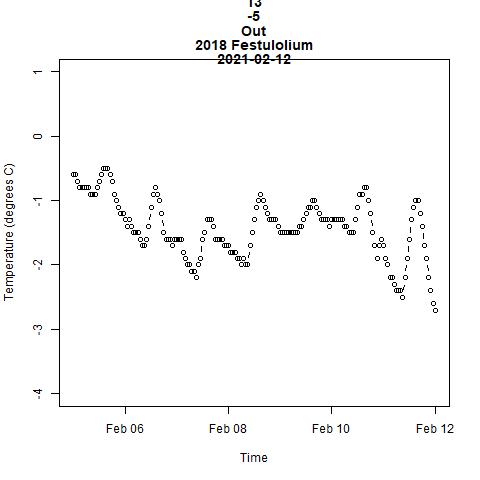 13
-5
Out
2018 Festulolium
2021-02-12
Temperature (degrees C)
1
0
-1
-2
-3
-4
Feb 06
Feb 08
Feb 10
Feb 12
Time